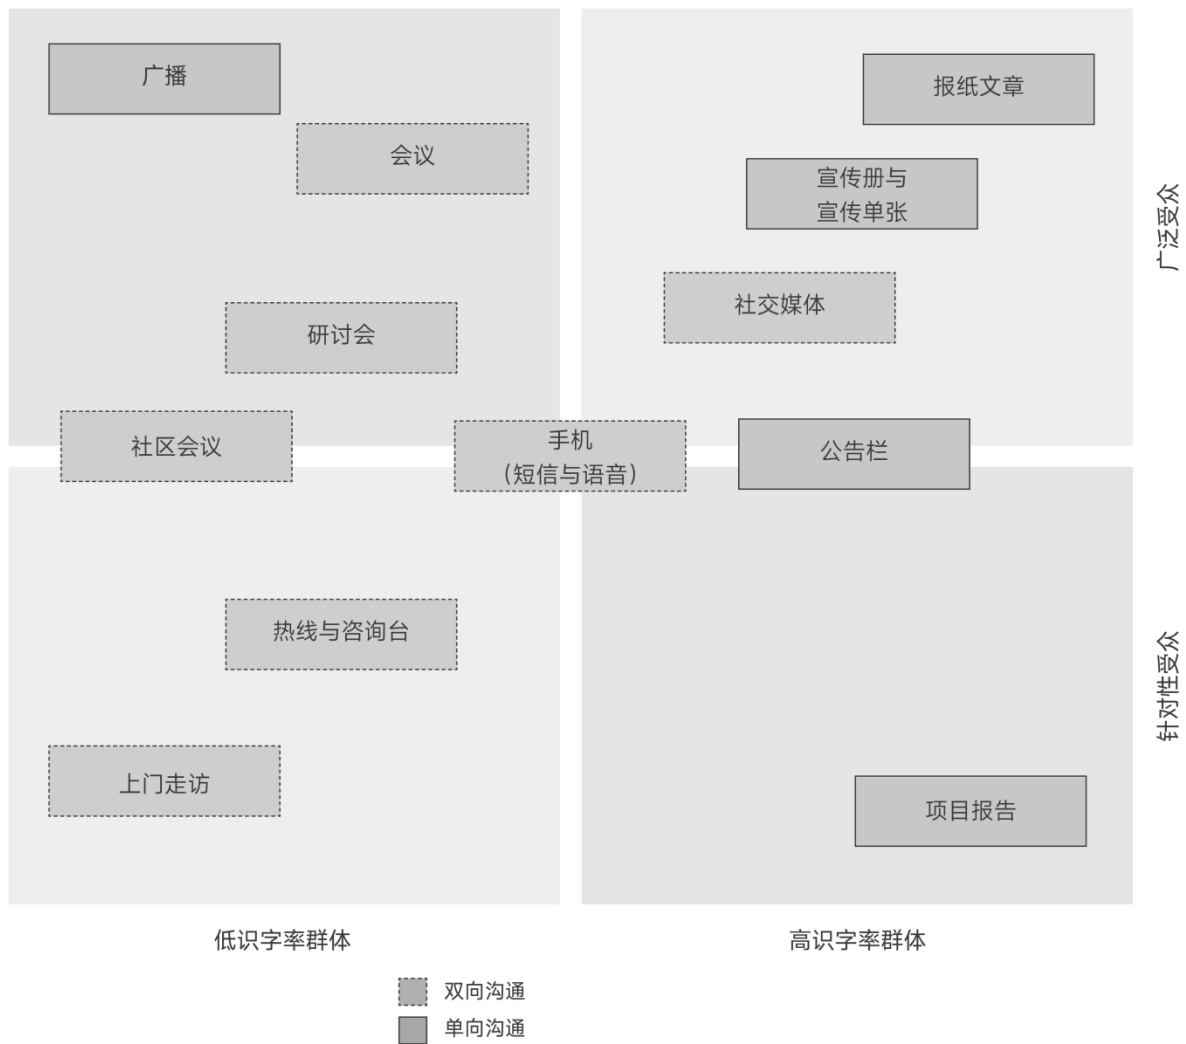 广播
会议
研讨会
社区会议
报纸文章
宣传册与
宣传单张
社交媒体
手机
（短信与语音）
公告栏
热线与咨询台
上门走访
项目报告
广泛受众
针对性受众
低识字率群体
高识字率群体
双向沟通
单向沟通